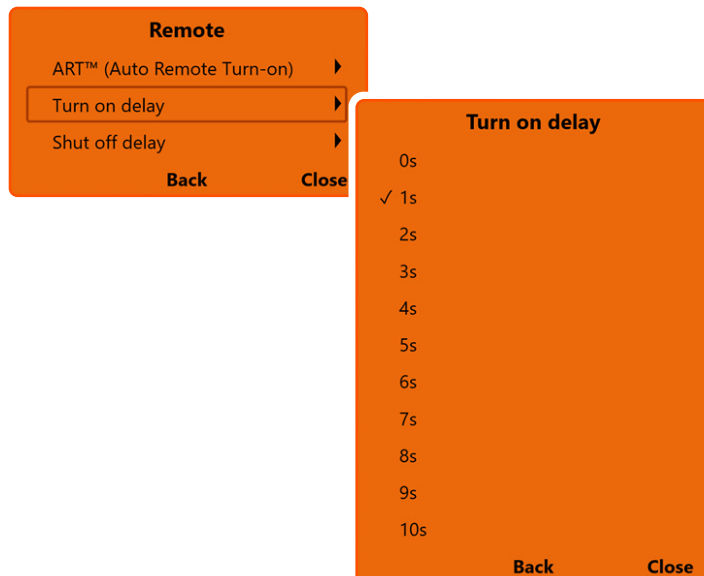 Remote
ART™ (Auto Remote Turn-on)
Turn on delay
Shut off delay
Back Close
Turn on delay
0s
✓ 1s
2s
3s
4s
5s
6s
7s
8s
9s
10s
Back Close